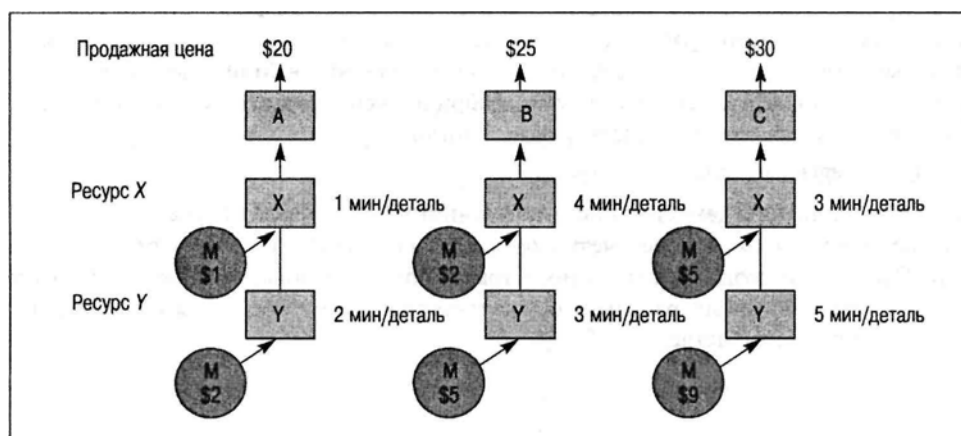 Продажная цена $20 $25 $30
A B C
Ресурс X X 1 мин/деталь X 4 мин/деталь X 3 мин/деталь
M $1 M $2 M $5
Ресурс Y Y 2 мин/деталь Y 3 мин/деталь Y 5 мин/деталь
M $2 M $5 M $9